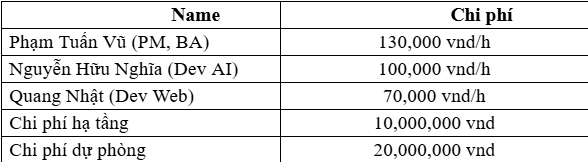 Name Chi phí
Phạm Tuấn Vũ (PM, BA) 130,000 vnd/h
Nguyễn Hữu Nghĩa (Dev AI) 100,000 vnd/h
Quang Nhật (Dev Web) 70,000 vnd/h
Chi phí hạ tầng 10,000,000 vnd
Chi phí dự phòng 20,000,000 vnd